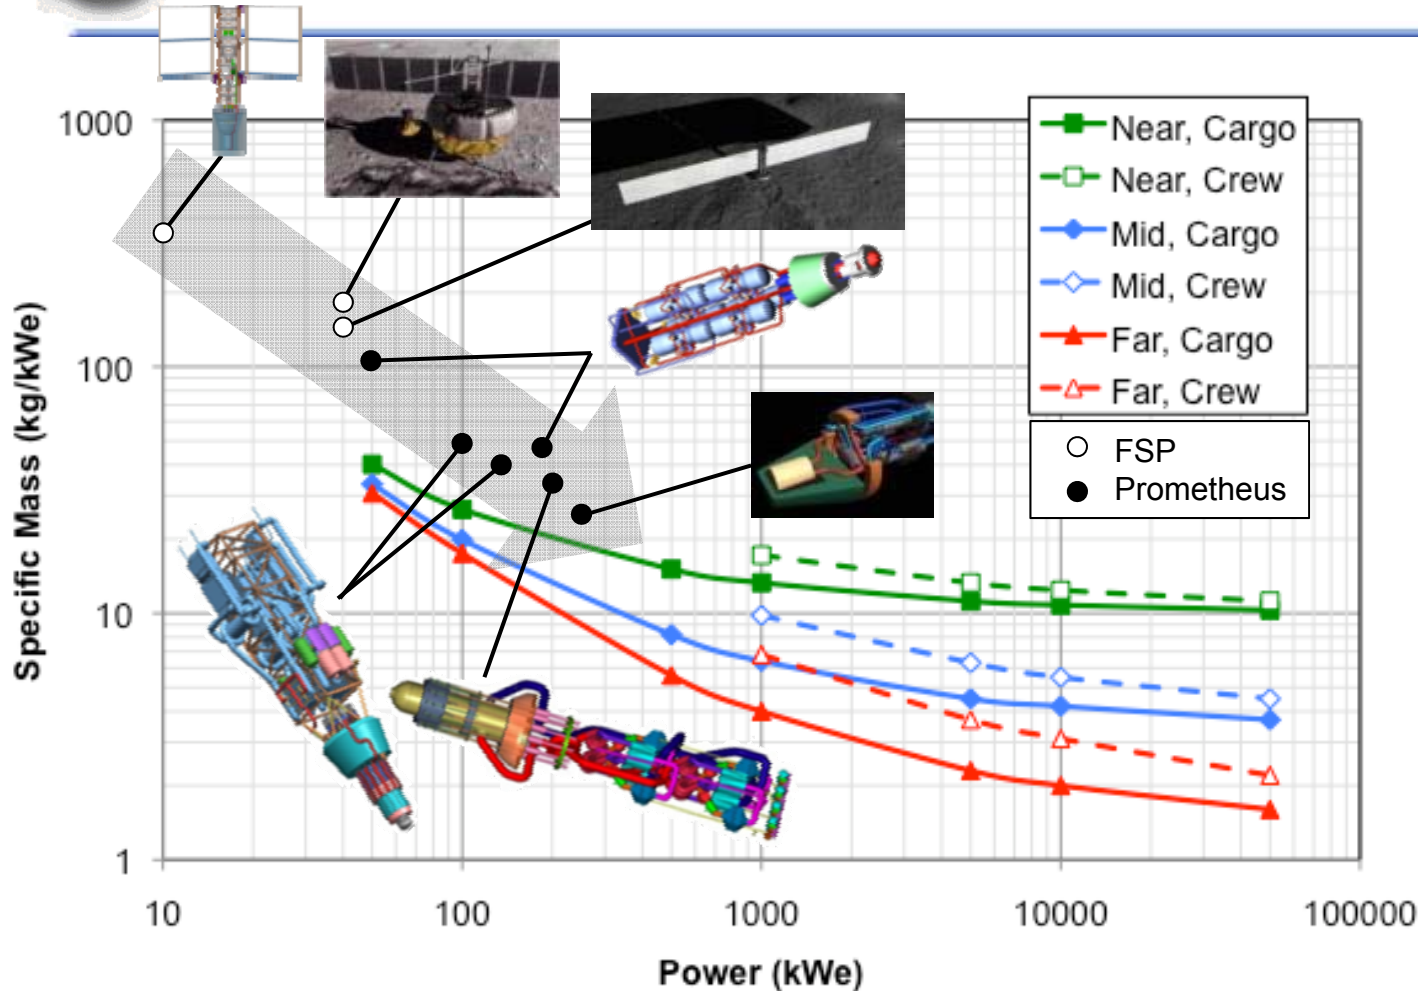 1000
100
10
1
Specific Mass (kg/kWe)
10
100
1000
10000
100000
Power (kWe)
Near, Cargo
Near, Crew
Mid, Cargo
Mid, Crew
Far, Cargo
Far, Crew
FSP
Prometheus